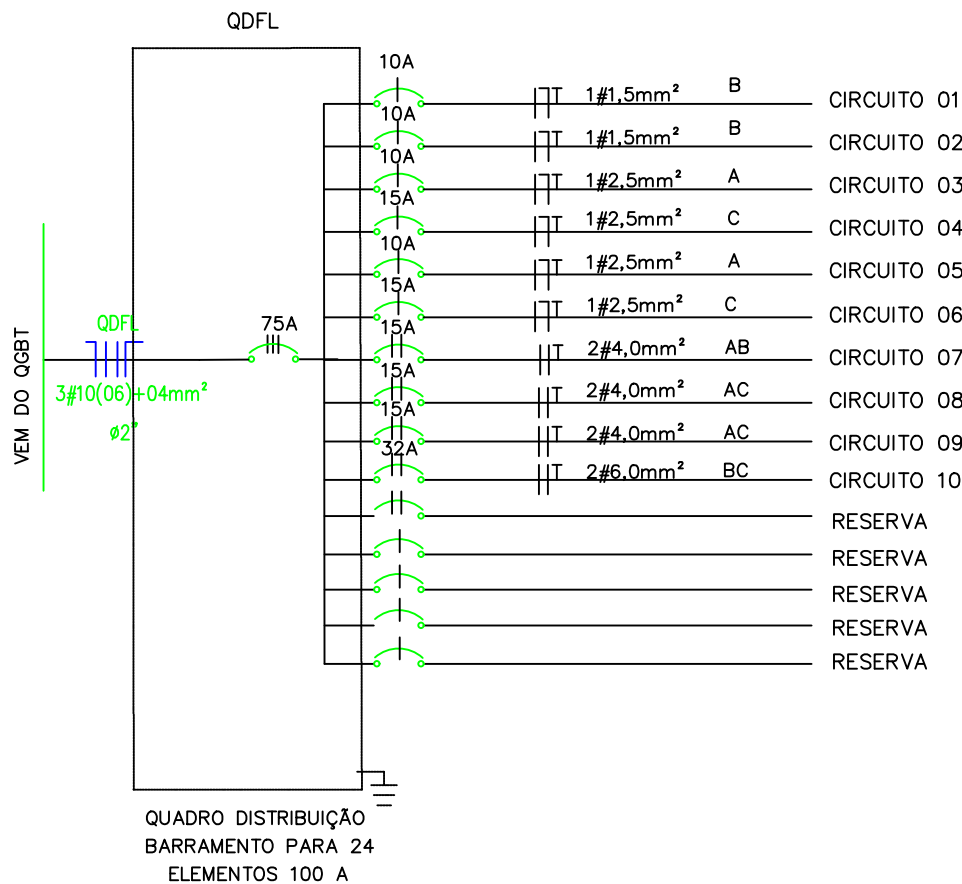 QDFL
10A
1#1,5mm² B CIRCUITO 01
10A
1#1,5mm² B CIRCUITO 02
10A
1#2,5mm² A CIRCUITO 03
15A
1#2,5mm² C CIRCUITO 04
10A
1#2,5mm² A CIRCUITO 05
15A
1#2,5mm² C CIRCUITO 06
15A
2#4,0mm² AB CIRCUITO 07
15A
2#4,0mm² AC CIRCUITO 08
15A
2#4,0mm² AC CIRCUITO 09
32A
2#6,0mm² BC CIRCUITO 10
RESERVA
RESERVA
RESERVA
RESERVA
RESERVA
VEM DO QGBT
QDFL
3#10(06)+04mm²
ø2"
75A
QUADRO DISTRIBUIÇÃO
BARRAMENTO PARA 24
ELEMENTOS 100 A